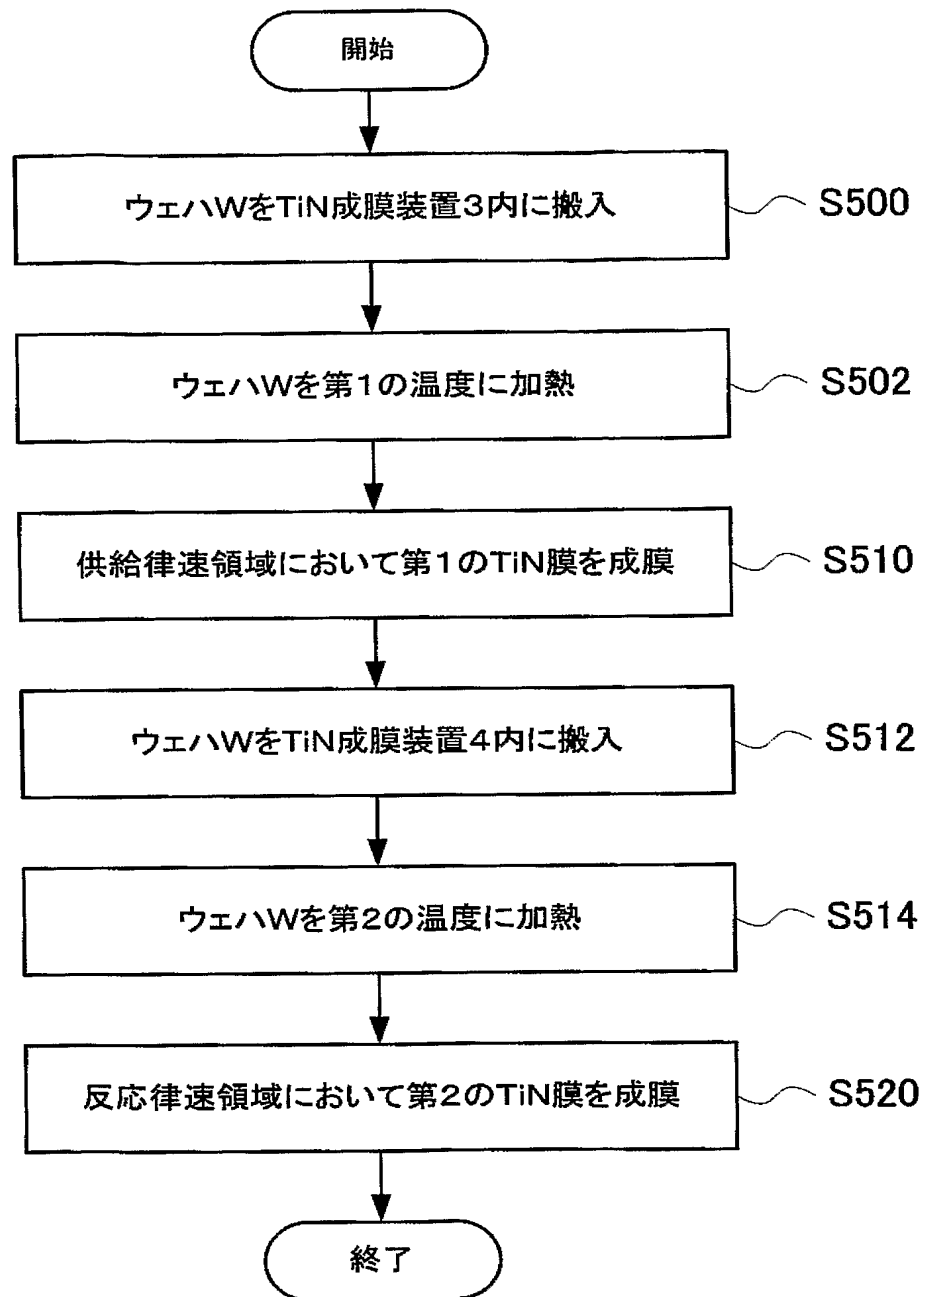 開始
ウェハWをTiN成膜装置3内に搬入
S500
ウェハWを第1の温度に加熱
S502
供給律速領域において第1のTiN膜を成膜
S510
ウェハWをTiN成膜装置4内に搬入
S512
ウェハWを第2の温度に加熱
S514
反応律速領域において第2のTiN膜を成膜
S520
終了